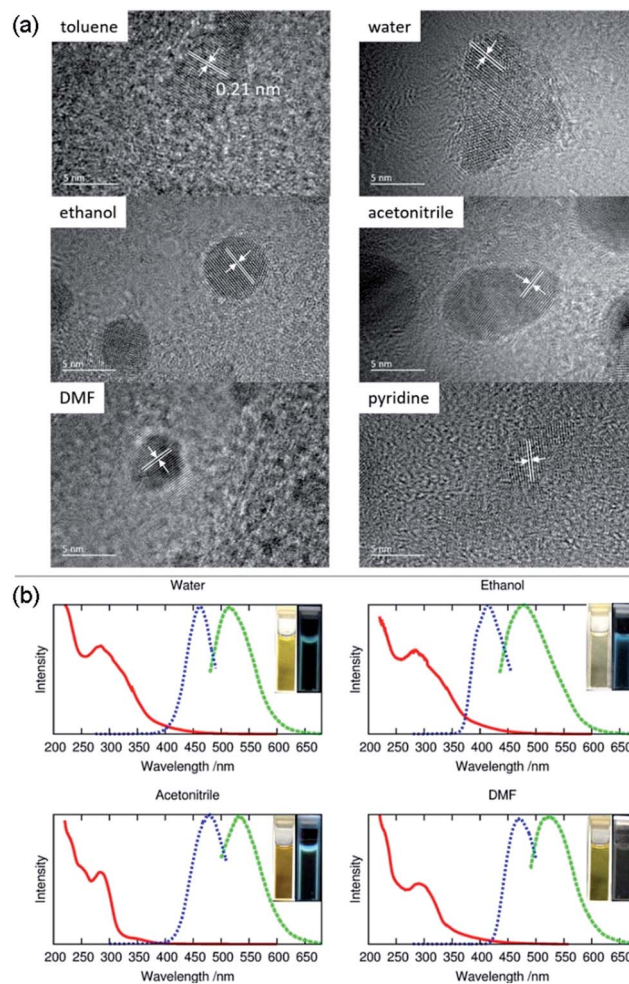 (a)
toluene
0.21 nm
5 nm
water
5 nm
ethanol
5 nm
acetonitrile
5 nm
DMF
5 nm
pyridine
5 nm
(b)
Water
Intensity
200 250 300 350 400 450 500 550 600 650
Wavelength /nm
Ethanol
Intensity
200 250 300 350 400 450 500 550 600 650
Wavelength /nm
Acetonitrile
Intensity
200 250 300 350 400 450 500 550 600 650
Wavelength /nm
DMF
Intensity
200 250 300 350 400 450 500 550 600 650
Wavelength /nm